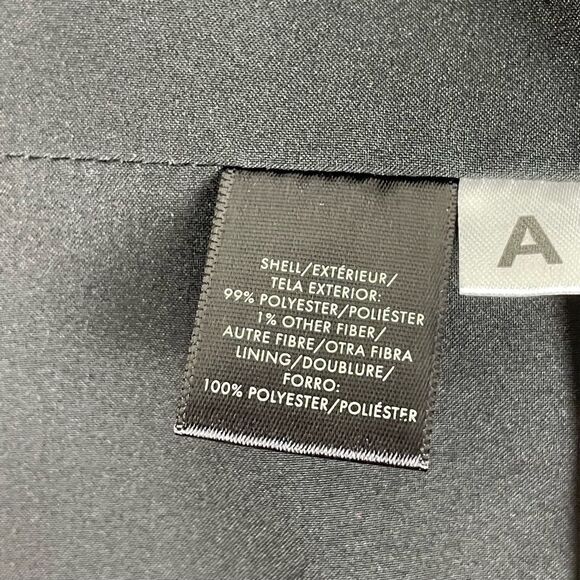 SHELL/EXTÉRIEUR/
TELA EXTERIOR:
99% POLYESTER/POLIÉSTER
1% OTHER FIBER/
AUTRE FIBRE/OTRA FIBRA
LINING/DOUBLURE/
FORRO:
100% POLYESTER/POLIÉSTER
A